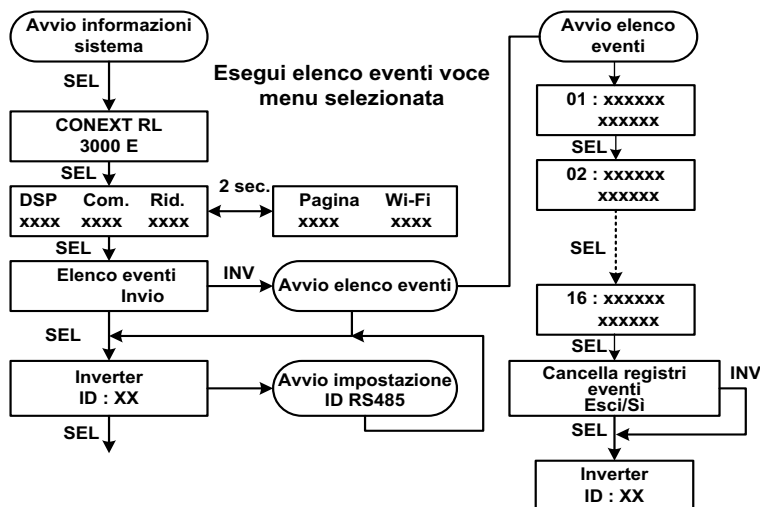 Avvio informazioni
sistema
SEL
CONEXT RL
3000 E
SEL
DSP Com. Rid.
xxxx xxxx xxxx
2 sec.
Pagina Wi-Fi
xxxx xxxx
SEL
Elenco eventi
Invio
INV
Avvio elenco eventi
SEL
Inverter
ID : XX
Avvio impostazione
ID RS485
SEL
Esegui elenco eventi voce
menu selezionata
Avvio elenco
eventi
SEL
01 : xxxxxx
xxxxxx
SEL
02 : xxxxxx
xxxxxx
SEL
16 : xxxxxx
xxxxxx
SEL
Cancella registri
eventi
Esci/Sì
INV
SEL
Inverter
ID : XX